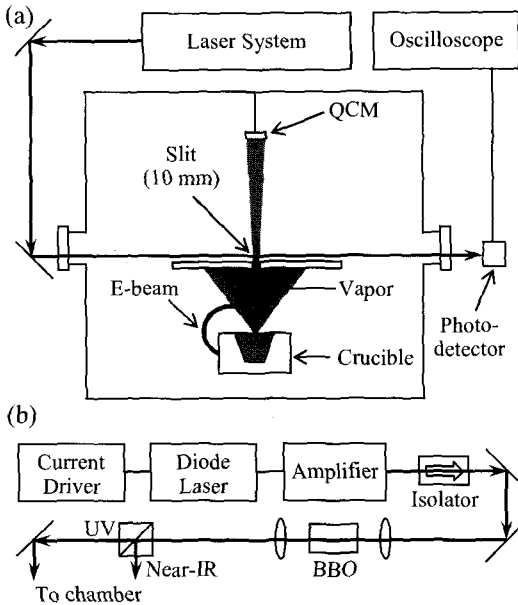 (a)
Laser System
Oscilloscope
QCM
Slit
(10 mm)
E-beam
Vapor
Photo-
detector
Crucible
(b)
Current
Driver
Diode
Laser
Amplifier
Isolator
UV
Near-IR
BBO
To chamber